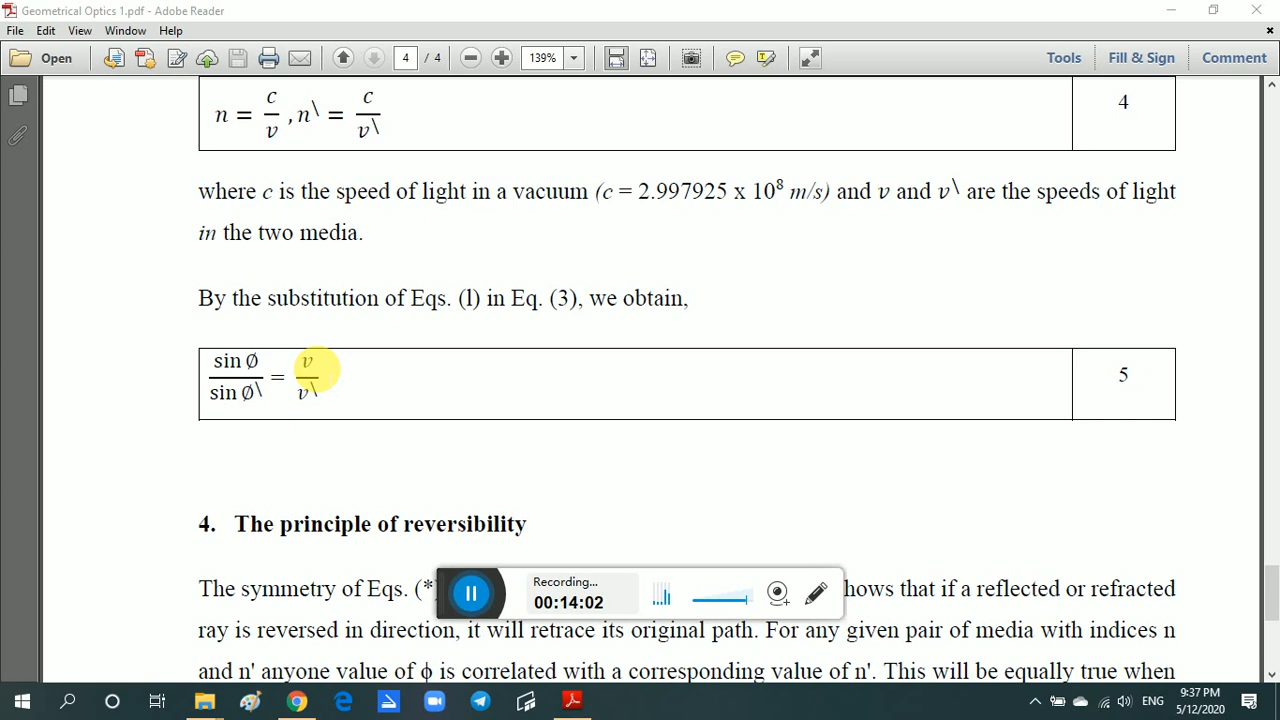 Geometrical Optics 1.pdf - Adobe Reader
File Edit View Window Help
Open 4 / 4 139% Tools Fill & Sign Comment
n = c/v , n\ = c/v\ 4
where c is the speed of light in a vacuum (c = 2.997925 x 10⁸ m/s) and v and v\ are the speeds of light
in the two media.
By the substitution of Eqs. (l) in Eq. (3), we obtain,
sin Ø / sin Ø\ = v / v\ 5
4. The principle of reversibility
The symmetry of Eqs. (* hows that if a reflected or refracted
Recording...
00:14:02
ray is reversed in direction, it will retrace its original path. For any given pair of media with indices n
and n' anyone value of ϕ is correlated with a corresponding value of n'. This will be equally true when
ENG
9:37 PM
5/12/2020